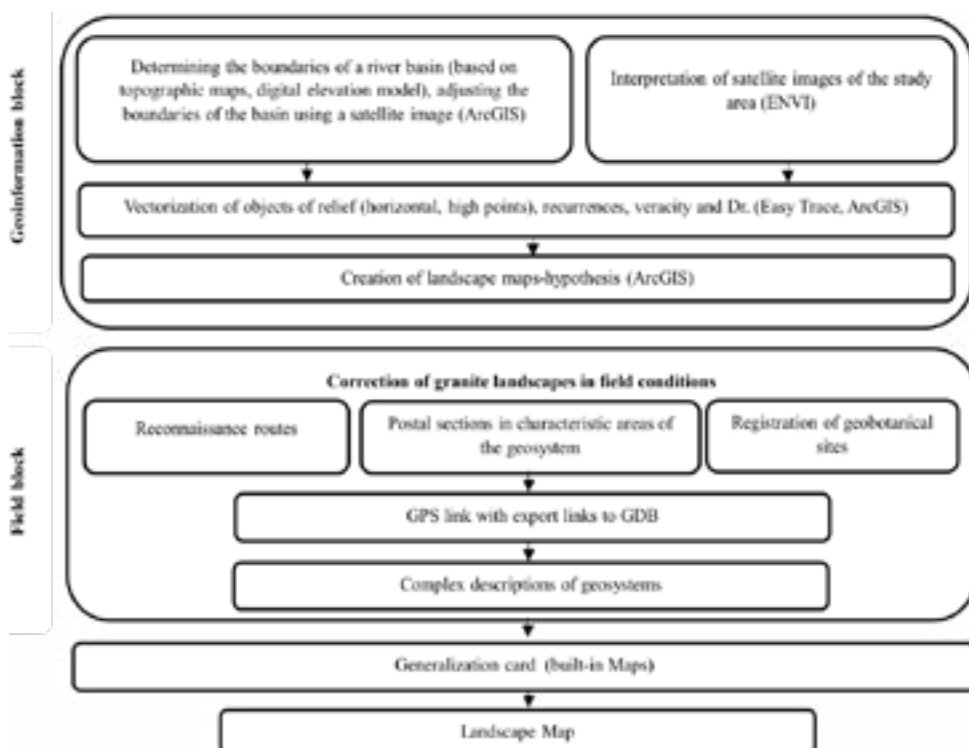 Geoinformation block
Determining the boundaries of a river basin (based on
topographic maps, digital elevation model), adjusting the
boundaries of the basin using a satellite image (ArcGIS)
Interpretation of satellite images of the study
area (ENVI)
Vectorization of objects of relief (horizontal, high points), recurrences, veracity and Dr. (Easy Trace, ArcGIS)
Creation of landscape maps-hypothesis (ArcGIS)
Field block
Correction of granite landscapes in field conditions
Reconnaissance routes
Postal sections in characteristic areas of
the geosystem
Registration of geobotanical
sites
GPS link with export links to GDB
Complex descriptions of geosystems
Generalization card (built-in Maps)
Landscape Map